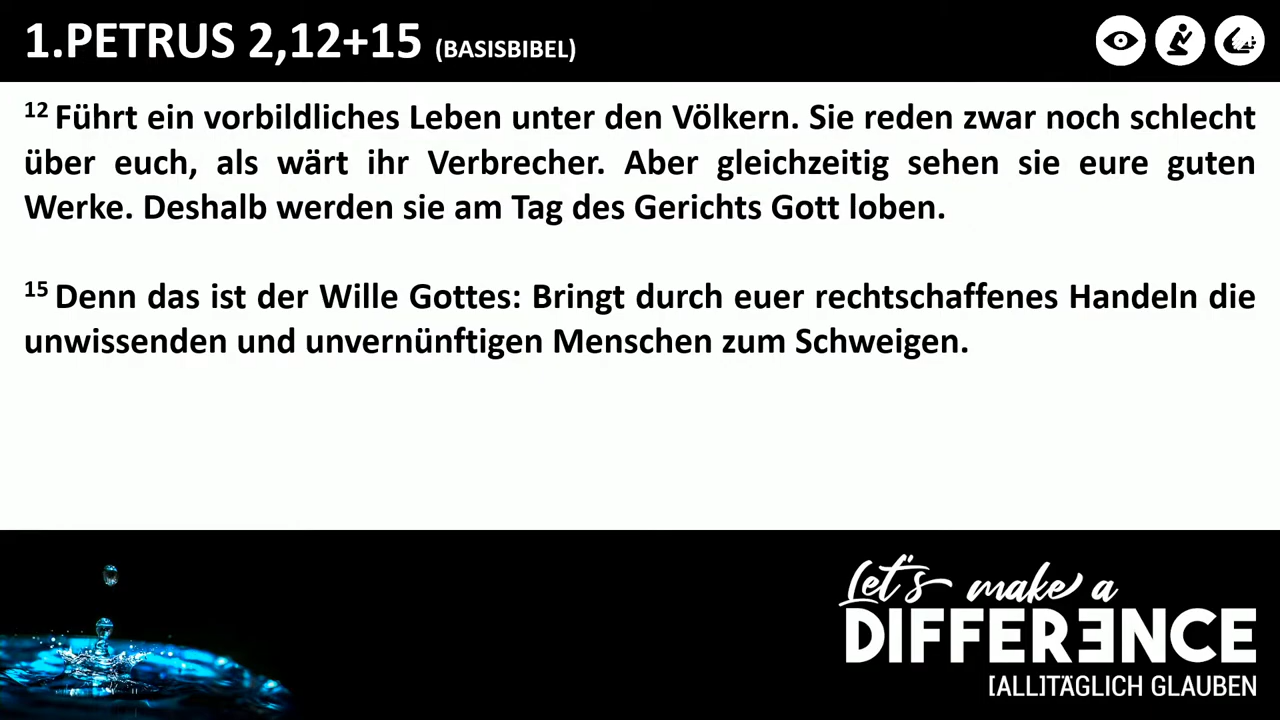 1.PETRUS 2,12+15 (BASISBIBEL)
12 Führt ein vorbildliches Leben unter den Völkern. Sie reden zwar noch schlecht
über euch, als wärt ihr Verbrecher. Aber gleichzeitig sehen sie eure guten
Werke. Deshalb werden sie am Tag des Gerichts Gott loben.
15 Denn das ist der Wille Gottes: Bringt durch euer rechtschaffenes Handeln die
unwissenden und unvernünftigen Menschen zum Schweigen.
Let's make a
DIFFERENCE
[ALL]TÄGLICH GLAUBEN